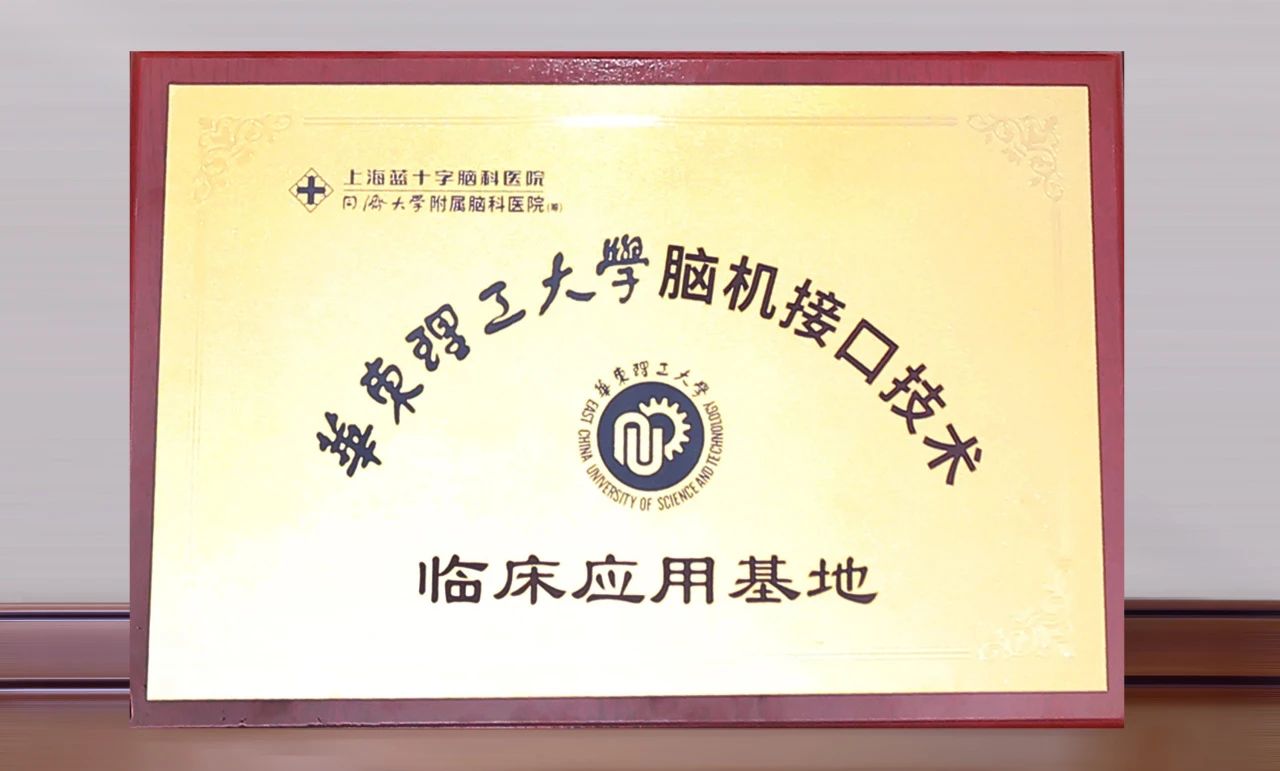 上海蓝十字脑科医院
同济大学附属脑科医院(筹)
華東理工大學脑机接口技术
華東理工大學
EAST CHINA UNIVERSITY OF SCIENCE AND TECHNOLOGY
临床应用基地